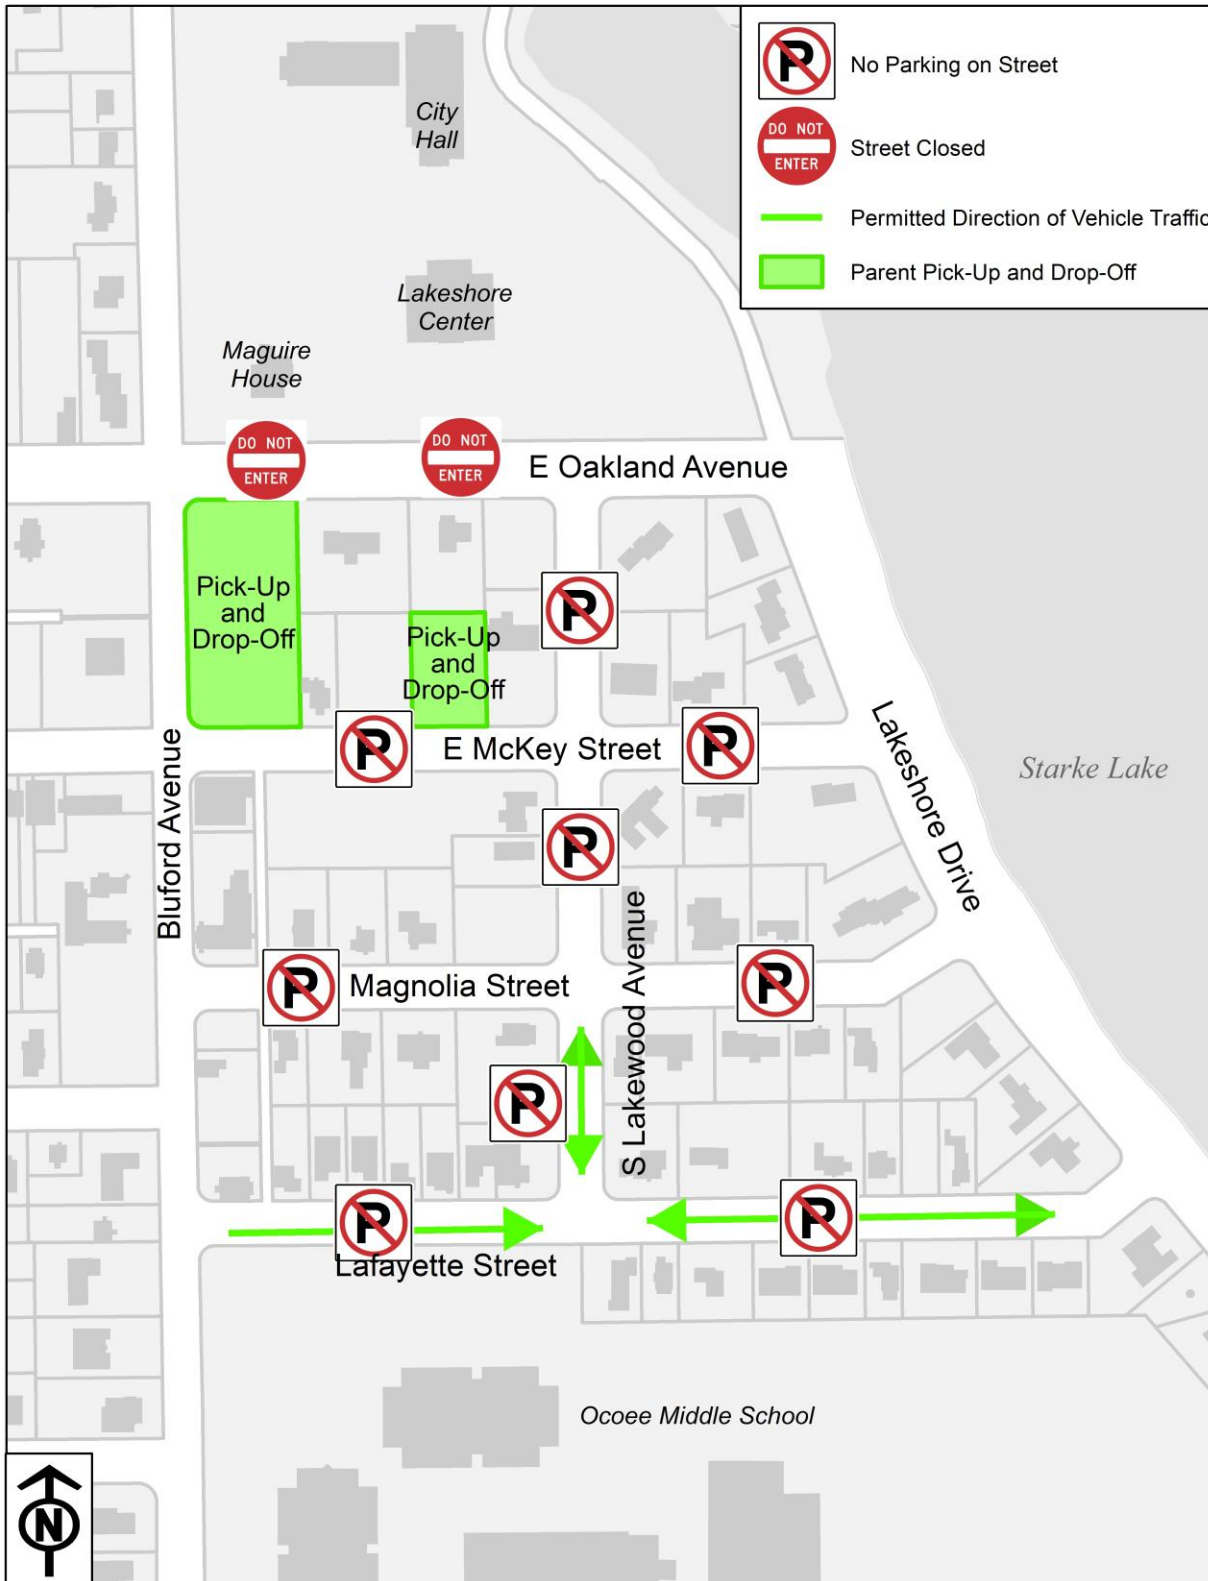 P
No Parking on Street
DO NOT
ENTER
Street Closed
Permitted Direction of Vehicle Traffic
Parent Pick-Up and Drop-Off
City
Hall
Lakeshore
Center
Maguire
House
DO NOT
ENTER
DO NOT
ENTER
E Oakland Avenue
Pick-Up
and
Drop-Off
Pick-Up
and
Drop-Off
P
P
E McKey Street
P
Bluford Avenue
Lakeshore Drive
Starke Lake
P
P
Magnolia Street
S Lakewood Avenue
P
P
P
P
Lafayette Street
Ocoee Middle School
N